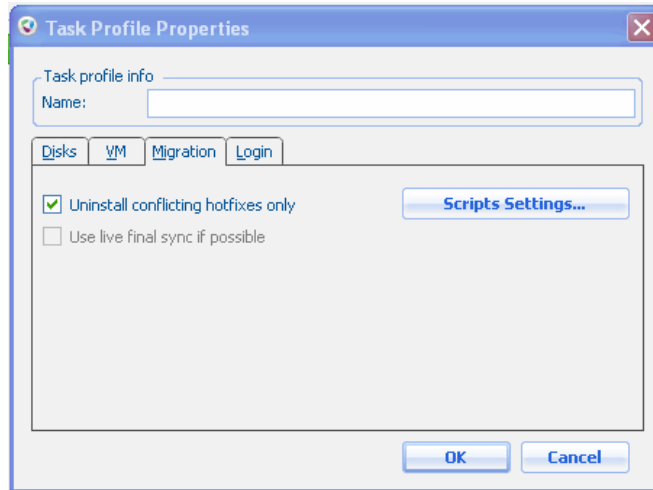 Task Profile Properties
Task profile info
Name:
Disks VM Migration Login
Uninstall conflicting hotfixes only Scripts Settings...
Use live final sync if possible
OK Cancel